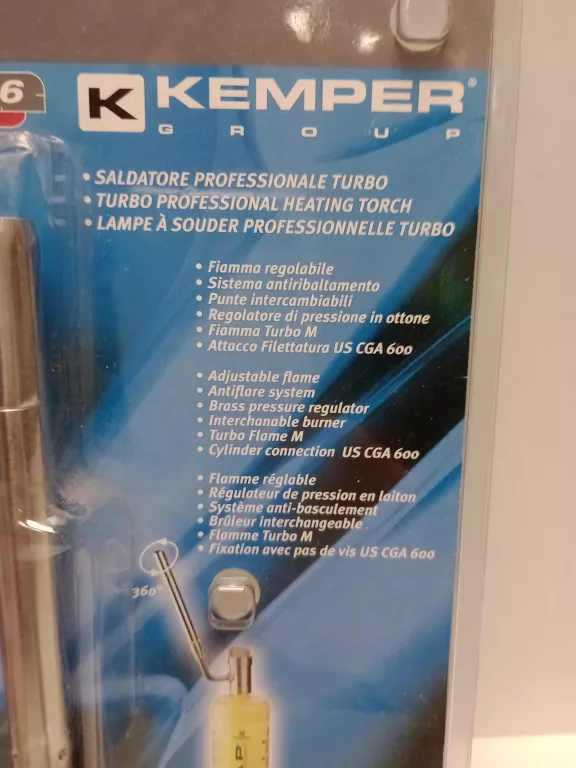 6
K KEMPER®
GROUP
• SALDATORE PROFESSIONALE TURBO
• TURBO PROFESSIONAL HEATING TORCH
• LAMPE À SOUDER PROFESSIONNELLE TURBO
• Fiamma regolabile
• Sistema antiribaltamento
• Punte intercambiabili
• Regolatore di pressione in ottone
• Fiamma Turbo M
• Attacco Filettatura US CGA 600
• Adjustable flame
• Antiflare system
• Brass pressure regulator
• Interchanable burner
• Turbo Flame M
• Cylinder connection US CGA 600
• Flamme réglable
• Régulateur de pression en laiton
• Système anti-basculement
• Brûleur interchangeable
• Flamme Turbo M
• Fixation avec pas de vis US CGA 600
360°